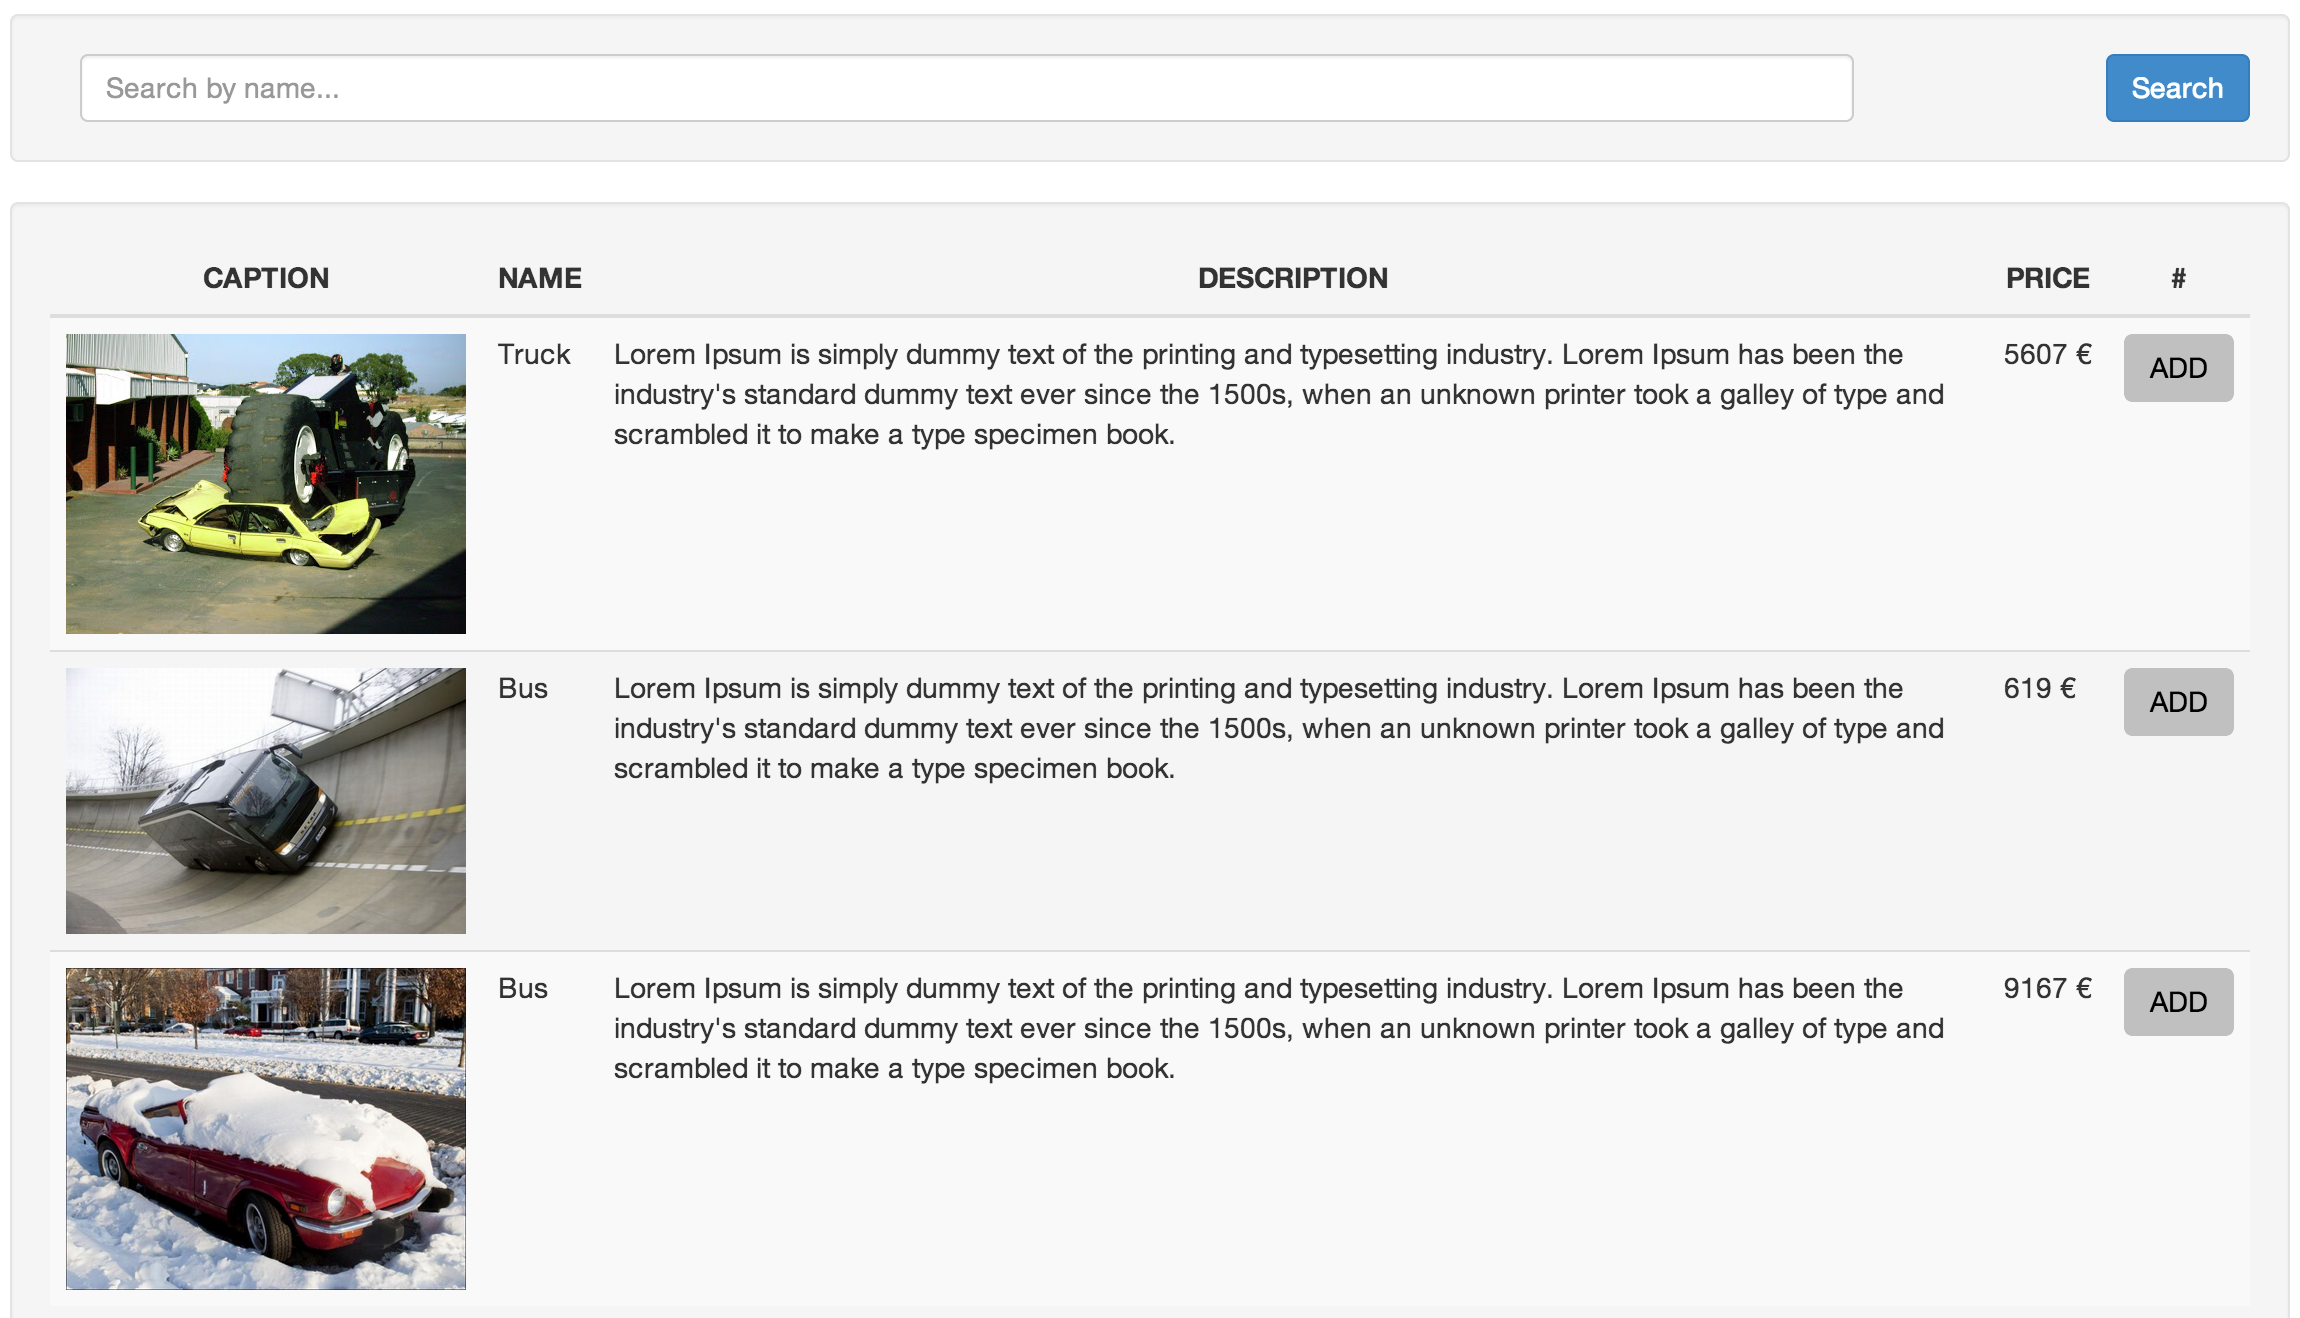 Search by name...
Search
CAPTION NAME DESCRIPTION PRICE #
Truck Lorem Ipsum is simply dummy text of the printing and typesetting industry. Lorem Ipsum has been the 5607 € ADD
industry's standard dummy text ever since the 1500s, when an unknown printer took a galley of type and
scrambled it to make a type specimen book.
Bus Lorem Ipsum is simply dummy text of the printing and typesetting industry. Lorem Ipsum has been the 619 € ADD
industry's standard dummy text ever since the 1500s, when an unknown printer took a galley of type and
scrambled it to make a type specimen book.
Bus Lorem Ipsum is simply dummy text of the printing and typesetting industry. Lorem Ipsum has been the 9167 € ADD
industry's standard dummy text ever since the 1500s, when an unknown printer took a galley of type and
scrambled it to make a type specimen book.